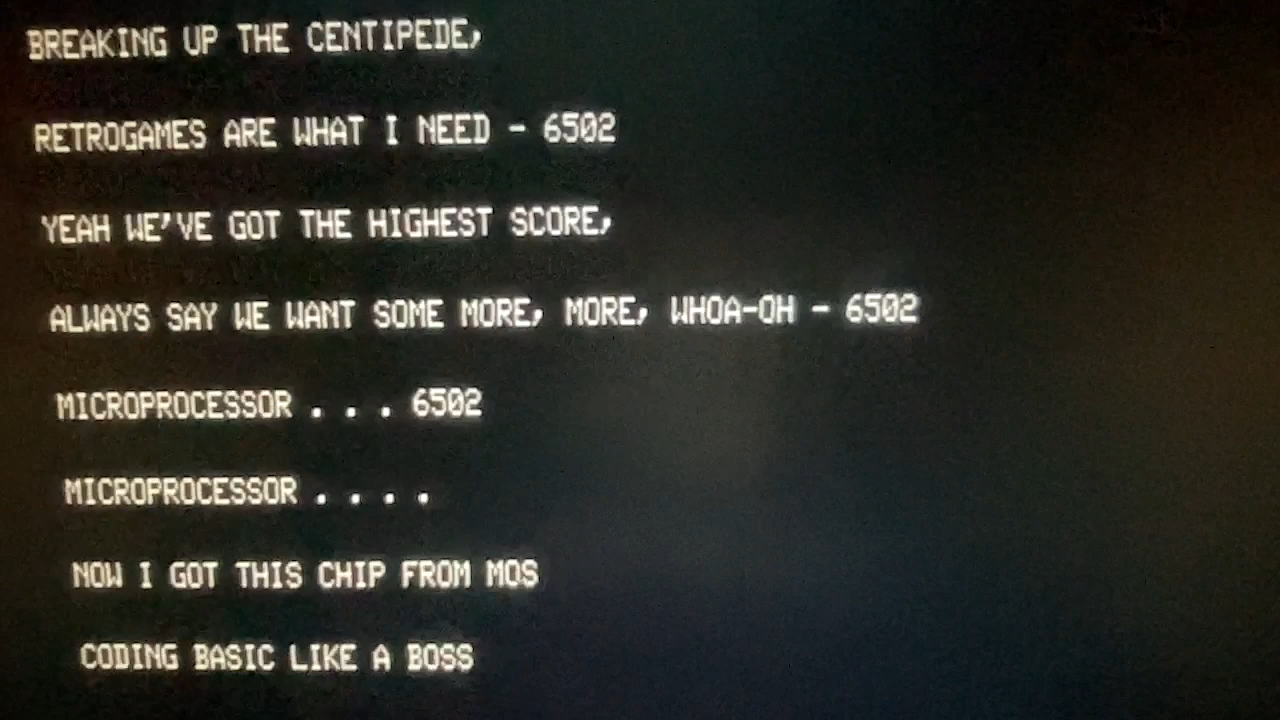 BREAKING UP THE CENTIPEDE,
RETROGAMES ARE WHAT I NEED - 6502
YEAH WE'VE GOT THE HIGHEST SCORE,
ALWAYS SAY WE WANT SOME MORE, MORE, WHOA-OH - 6502
MICROPROCESSOR . . . 6502
MICROPROCESSOR . . . .
NOW I GOT THIS CHIP FROM MOS
CODING BASIC LIKE A BOSS